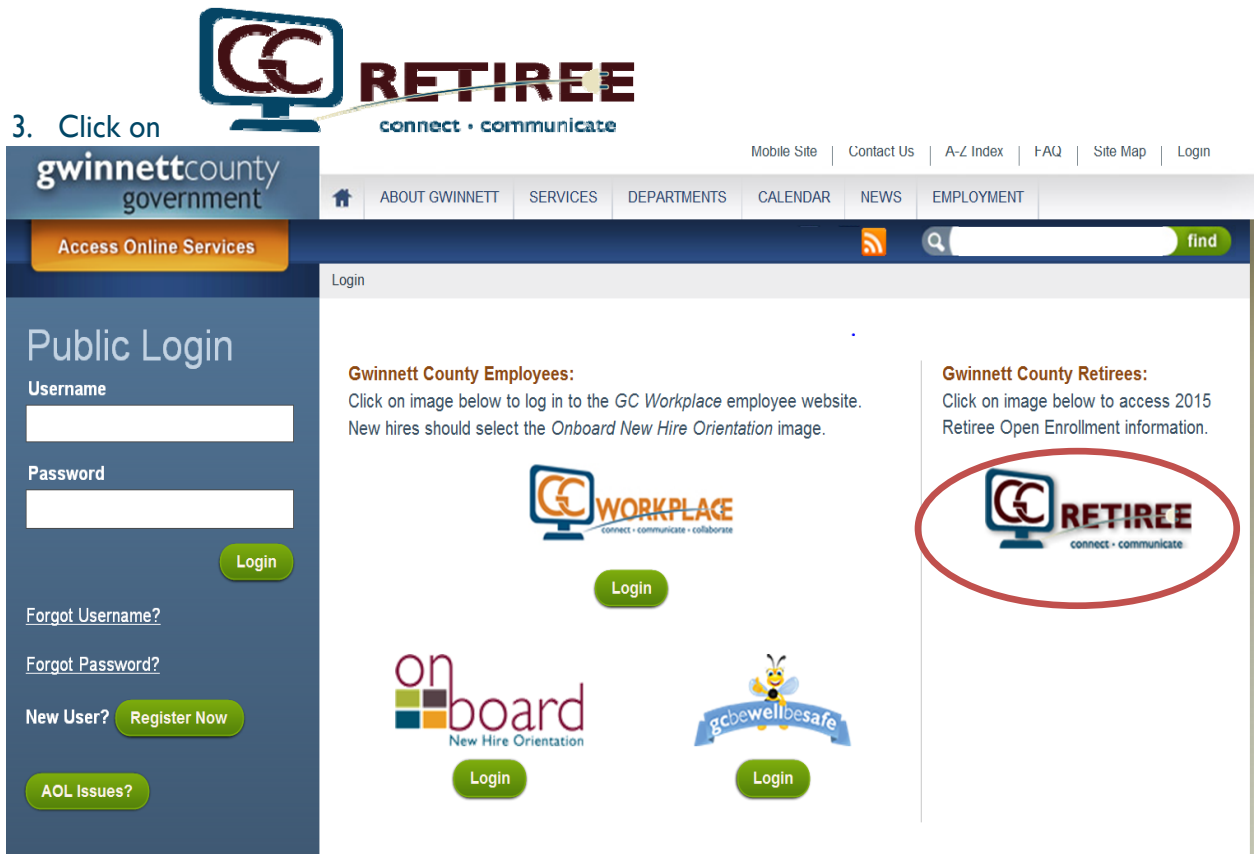 GC RETIREE
connect · communicate
3. Click on
gwinnettcounty
government
Mobile Site | Contact Us | A-Z Index | FAQ | Site Map | Login
ABOUT GWINNETT SERVICES DEPARTMENTS CALENDAR NEWS EMPLOYMENT
Access Online Services
find
Login
Public Login
Username
Password
Login
Forgot Username?
Forgot Password?
New User? Register Now
AOL Issues?
Gwinnett County Employees:
Click on image below to log in to the GC Workplace employee website.
New hires should select the Onboard New Hire Orientation image.
GC WORKPLACE
connect · communicate · collaborate
Login
on
board
New Hire Orientation
Login
gcbewellbesafe
Login
Gwinnett County Retirees:
Click on image below to access 2015
Retiree Open Enrollment information.
GC RETIREE
connect · communicate